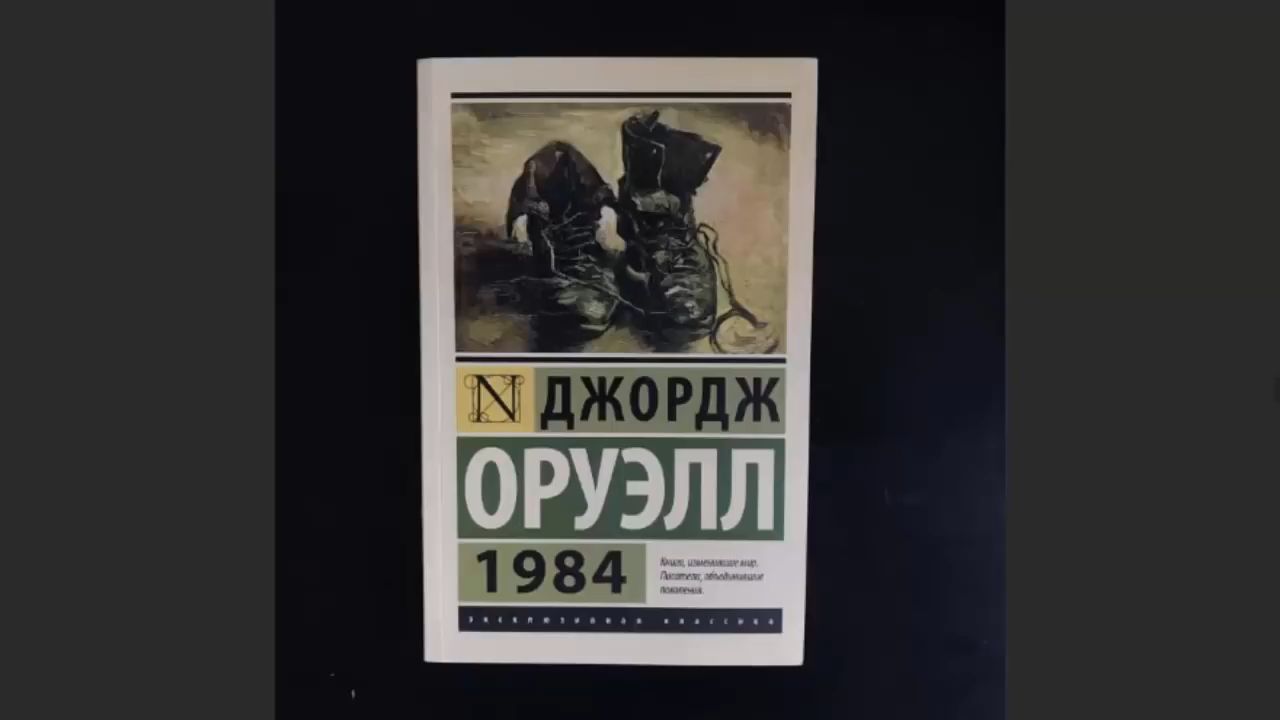 N ДЖОРДЖ
ОРУЭЛЛ
1984
Книги, изменившие мир.
Писатели, объединившие
поколения.
ЭКСКЛЮЗИВНАЯ КЛАССИКА